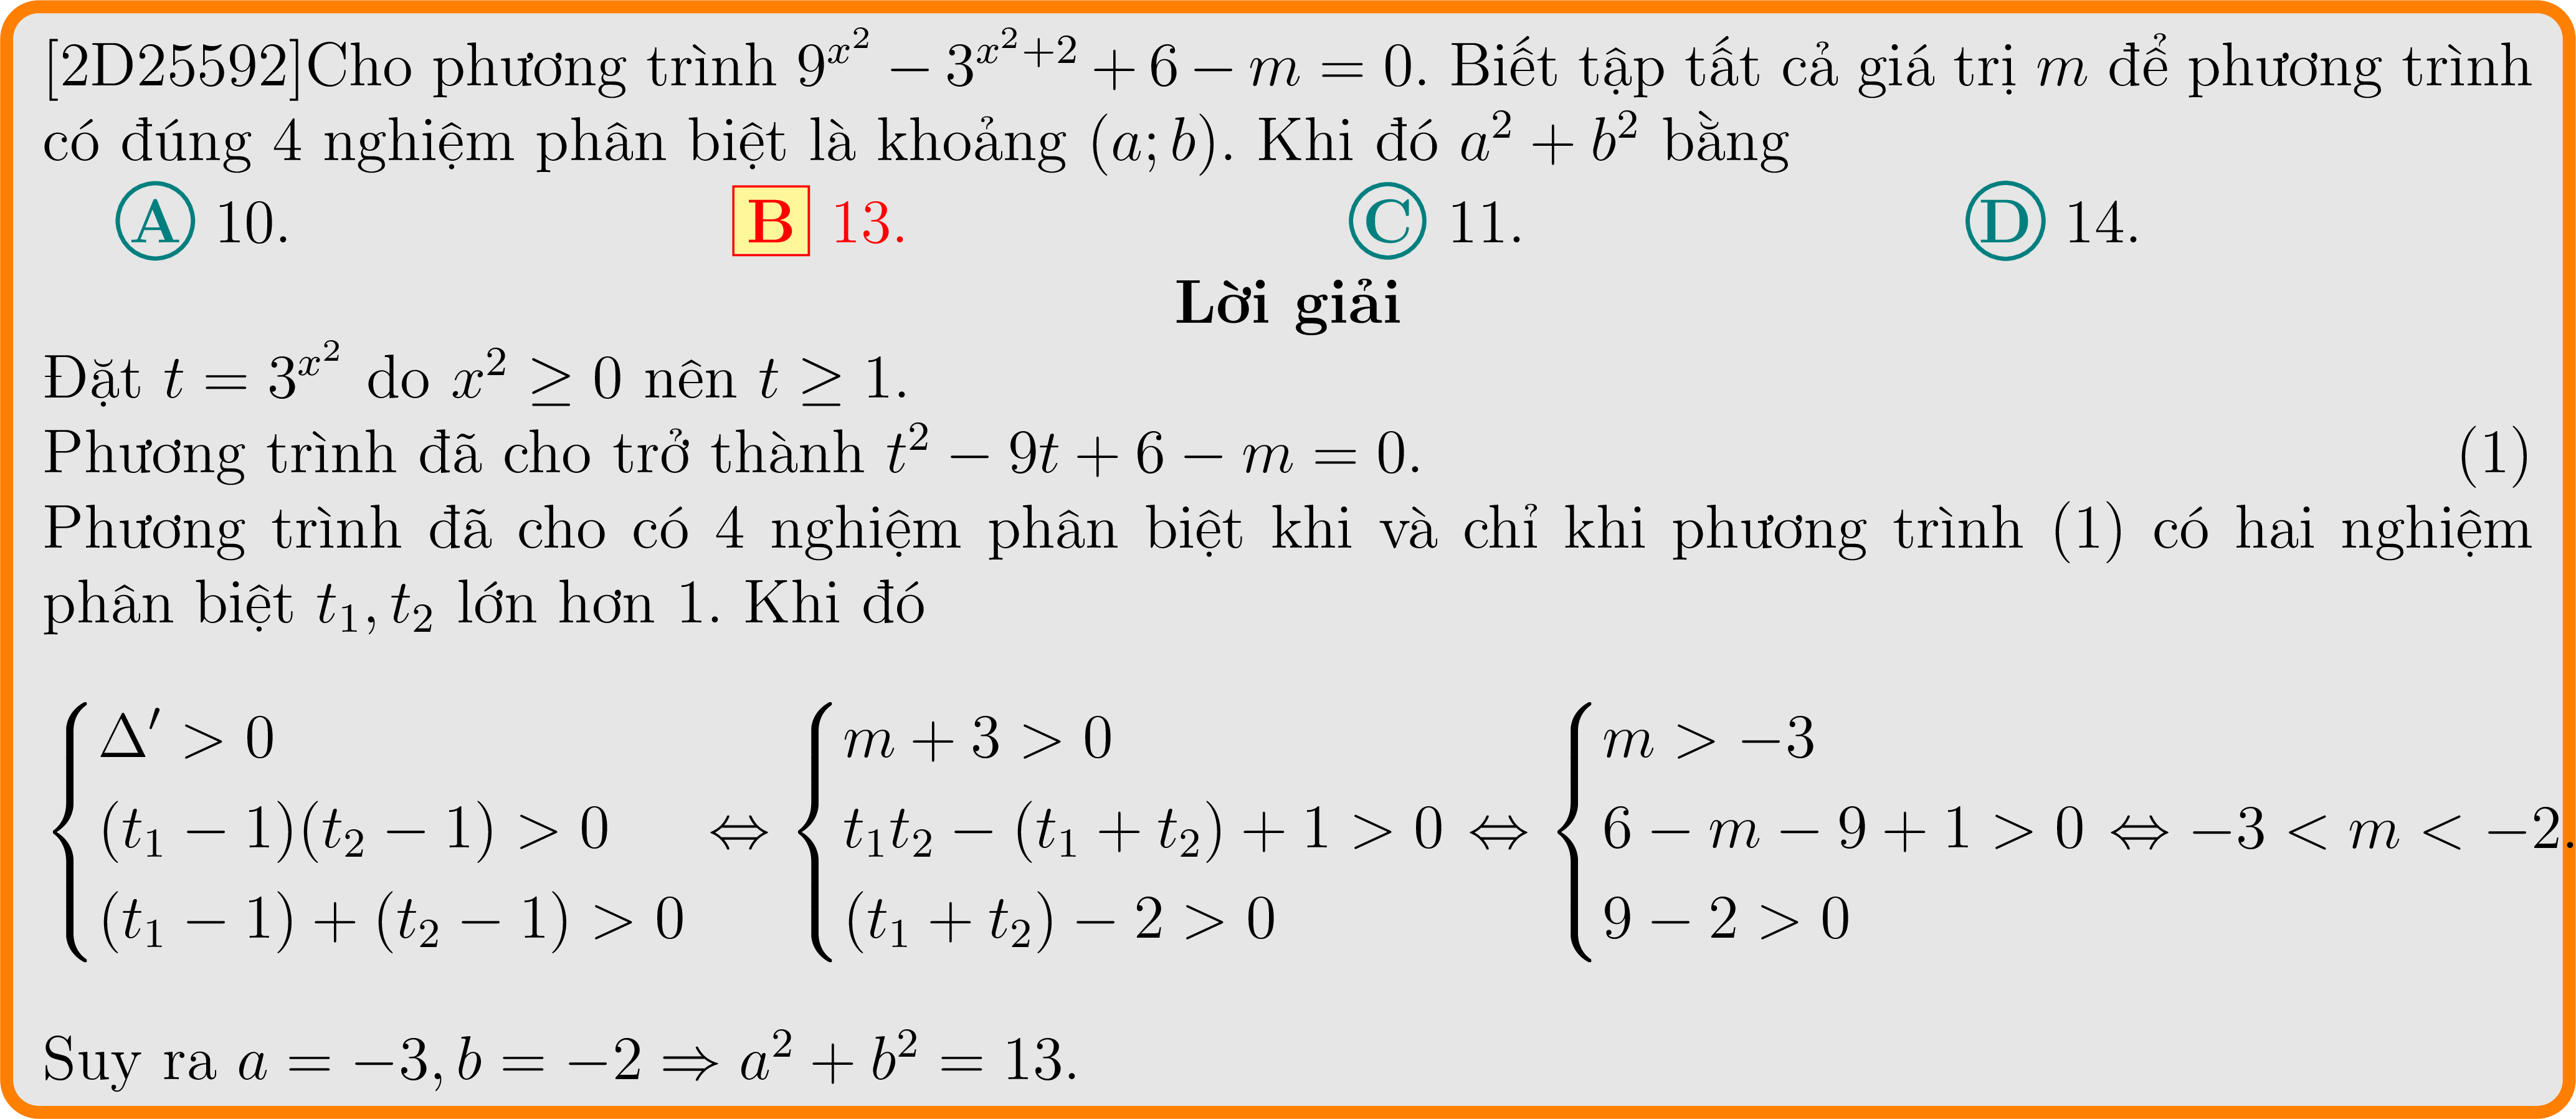 [2D25592]Cho phương trình $9^{x^2} - 3^{x^2+2} + 6 - m = 0$. Biết tập tất cả giá trị $m$ để phương trình
có đúng 4 nghiệm phân biệt là khoảng $(a; b)$. Khi đó $a^2 + b^2$ bằng
A 10. B 13. C 11. D 14.
Lời giải
Đặt $t = 3^{x^2}$ do $x^2 \geq 0$ nên $t \geq 1$.
Phương trình đã cho trở thành $t^2 - 9t + 6 - m = 0$. (1)
Phương trình đã cho có 4 nghiệm phân biệt khi và chỉ khi phương trình (1) có hai nghiệm
phân biệt $t_1, t_2$ lớn hơn 1. Khi đó
$\begin{cases} \Delta' > 0 \\ (t_1 - 1)(t_2 - 1) > 0 \\ (t_1 - 1) + (t_2 - 1) > 0 \end{cases} \Leftrightarrow \begin{cases} m + 3 > 0 \\ t_1t_2 - (t_1 + t_2) + 1 > 0 \\ (t_1 + t_2) - 2 > 0 \end{cases} \Leftrightarrow \begin{cases} m > -3 \\ 6 - m - 9 + 1 > 0 \\ 9 - 2 > 0 \end{cases} \Leftrightarrow -3 < m < -2.$
Suy ra $a = -3, b = -2 \Rightarrow a^2 + b^2 = 13$.